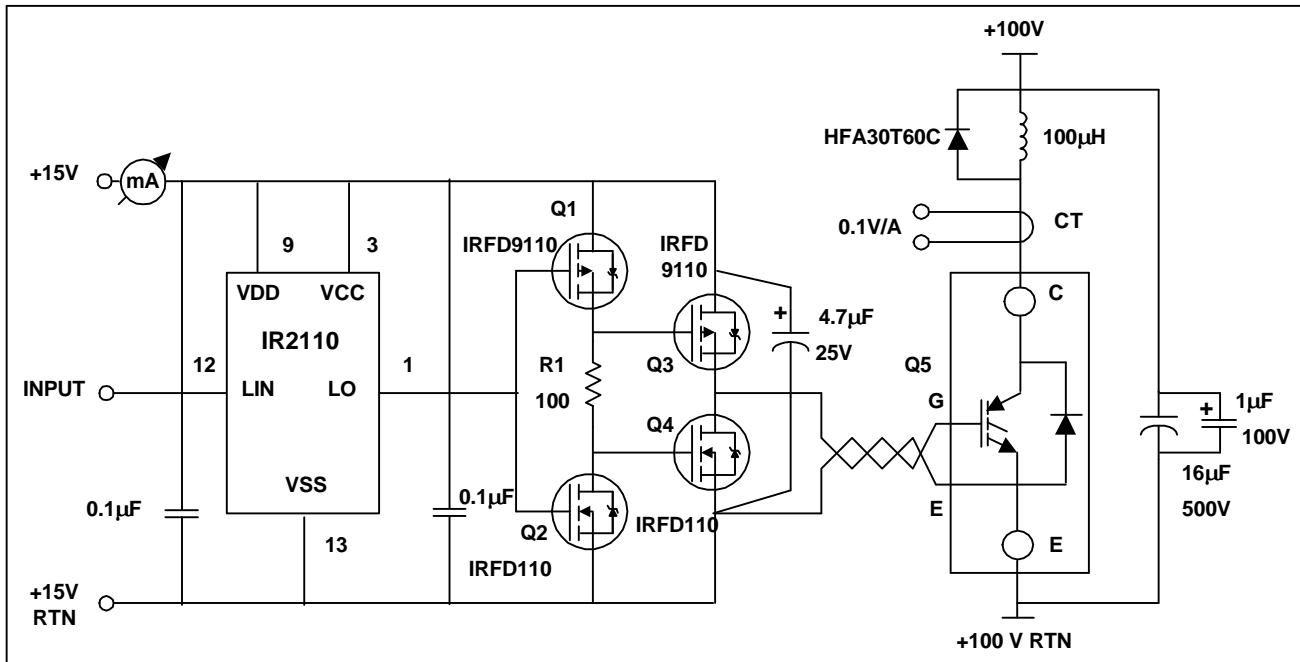 +100V
HFA30T60C
100µH
+15V
mA
Q1
9
3
IRFD9110
IRFD
9110
0.1V/A
CT
VDD
VCC
C
IR2110
+
4.7µF
25V
12
1
R1
100
Q3
Q5
INPUT
LIN
LO
G
+
1µF
100V
Q4
VSS
0.1µF
0.1µF
16µF
500V
Q2
IRFD110
E
13
E
IRFD110
+15V
RTN
+100 V RTN